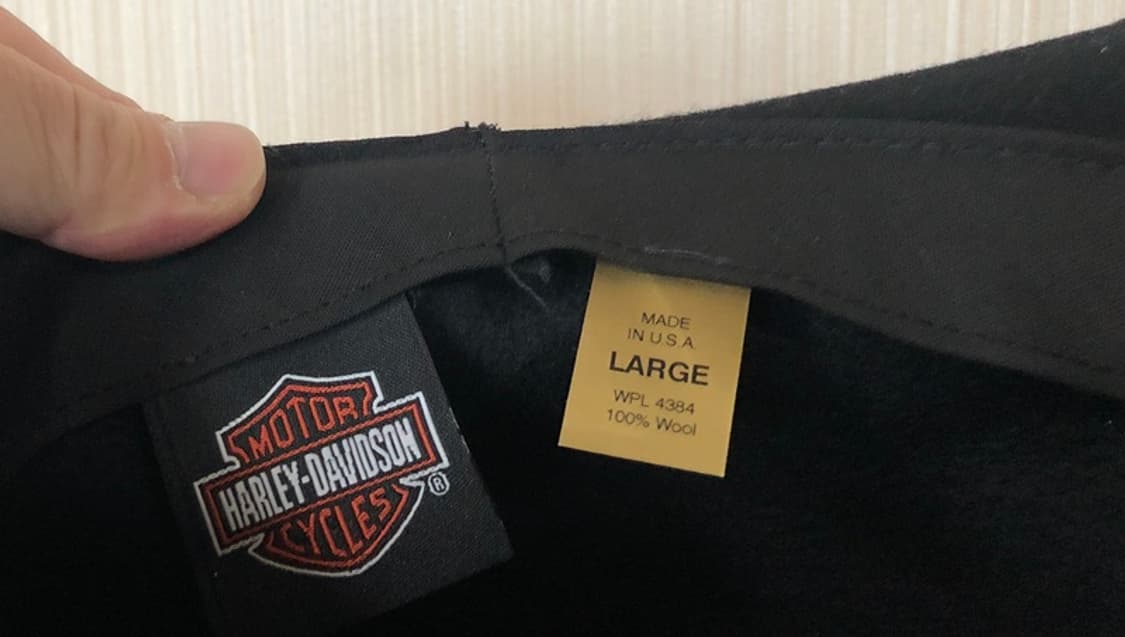 MOTOR
HARLEY-DAVIDSON
CYCLES
®
MADE
IN U.S.A.
LARGE
WPL 4384
100% Wool